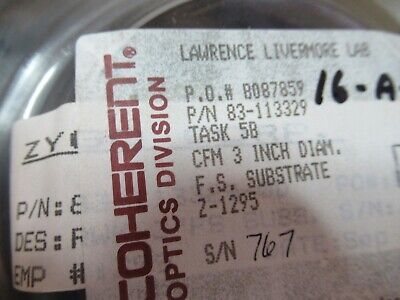 COHERENT®
OPTICS DIVISION
LAWRENCE LIVERMORE LAB
P.O.# B087859
16-A
P/N 83-113329
TASK 5B
CFM 3 INCH DIAM.
F.S. SUBSTRATE
Z-1295
S/N 767
ZY
P/N:
DES:
EMP #